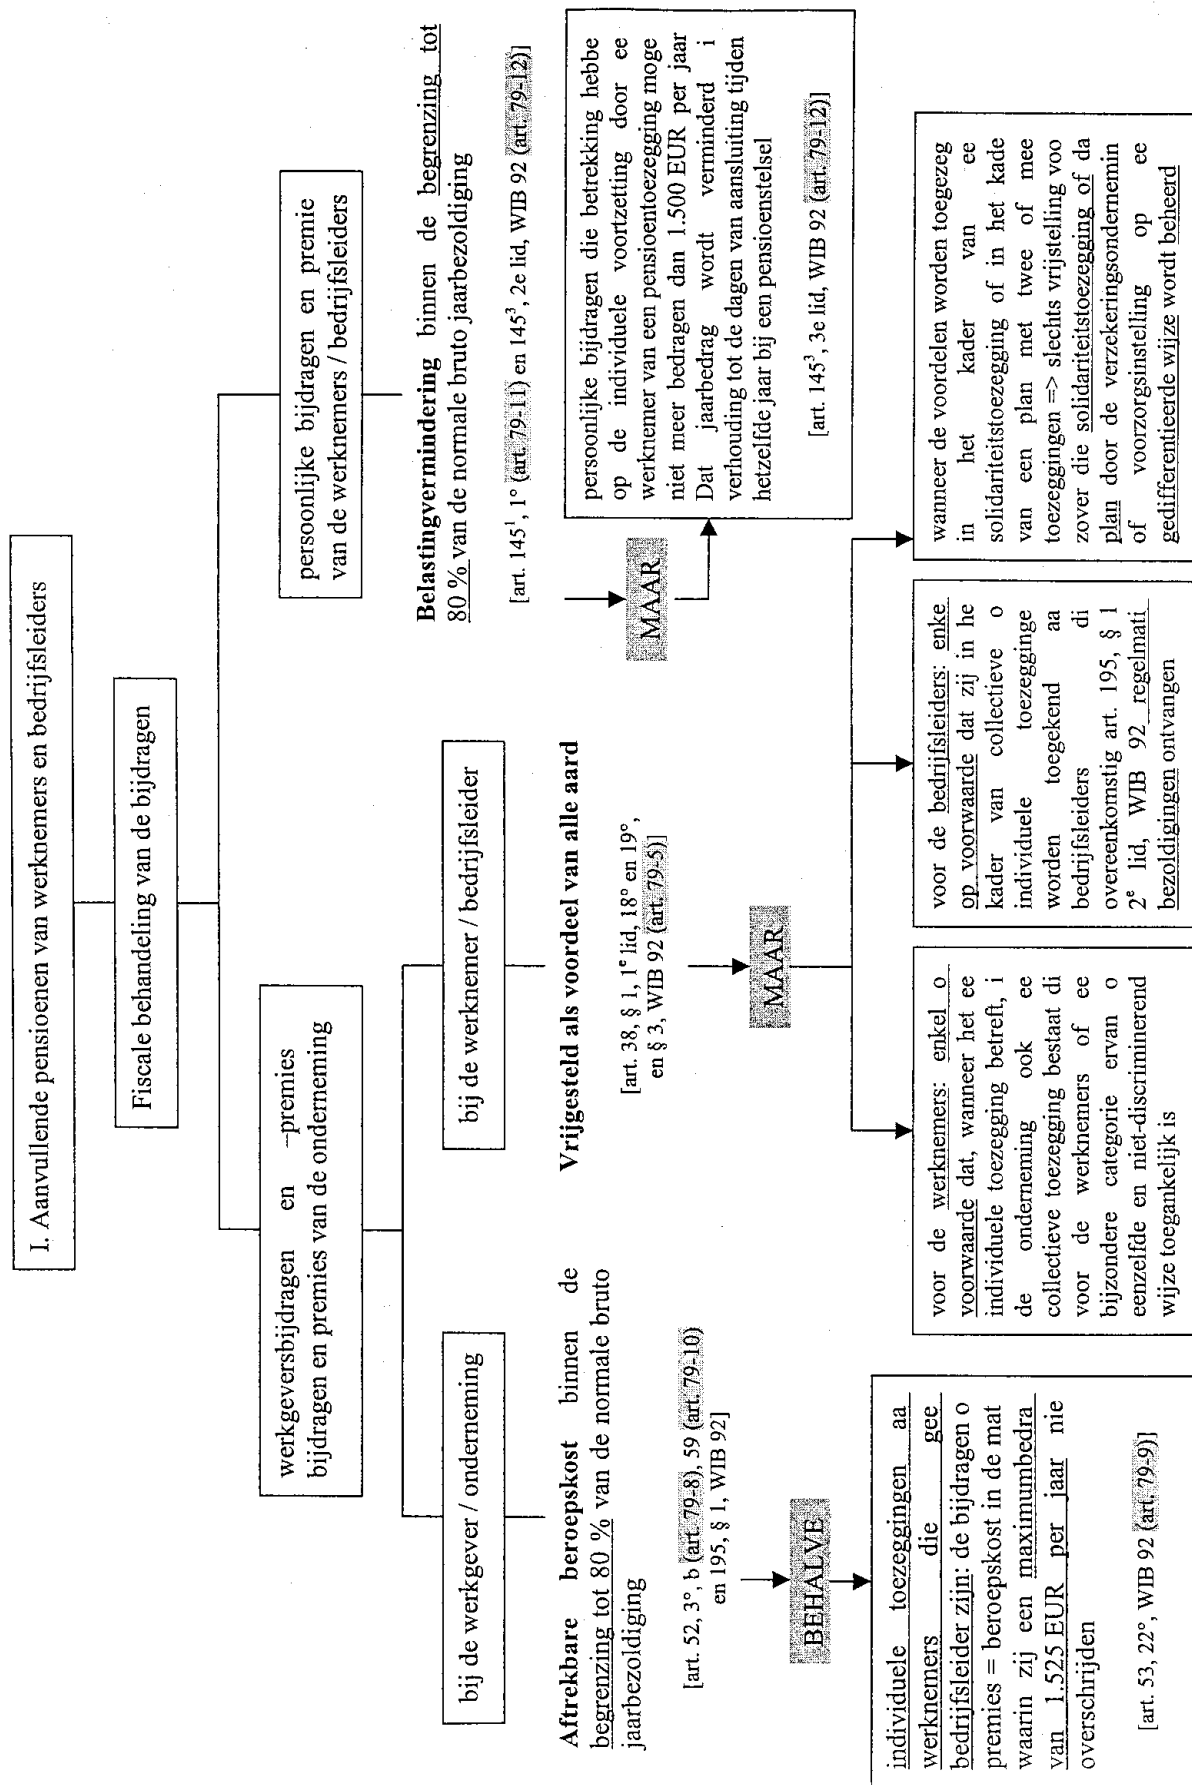 I. Aanvullende pensioenen van werknemers en bedrijfsleiders
Fiscale behandeling van de bijdragen
werkgeversbijdragen en –premies
bijdragen en premies van de onderneming
persoonlijke bijdragen en premie
van de werknemers / bedrijfsleiders
bij de werkgever / onderneming
bij de werknemer / bedrijfsleider
Aftrekbare beroepskost binnen de
begrenzing tot 80 % van de normale bruto
jaarbezoldiging
[art. 52, 3°, b (art. 79-8), 59 (art. 79-10)
en 195, § 1, WIB 92]
BEHALVE
individuele toezeggingen aa
werknemers die gee
bedrijfsleider zijn: de bijdragen o
premies = beroepskost in de mat
waarin zij een maximumbedra
van 1.525 EUR per jaar nie
overschrijden
[art. 53, 22°, WIB 92 (art. 79-9)]
Vrijgesteld als voordeel van alle aard
[art. 38, § 1, 1e lid, 18° en 19°,
en § 3, WIB 92 (art. 79-5)]
MAAR
voor de werknemers: enkel o
voorwaarde dat, wanneer het ee
individuele toezegging betreft, i
de onderneming ook ee
collectieve toezegging bestaat di
voor de werknemers of ee
bijzondere categorie ervan o
eenzelfde en niet-discriminerend
wijze toegankelijk is
voor de bedrijfsleiders: enke
op voorwaarde dat zij in he
kader van collectieve o
individuele toezegginge
worden toegekend aa
bedrijfsleiders di
overeenkomstig art. 195, § 1
2e lid, WIB 92 regelmati
bezoldigingen ontvangen
wanneer de voordelen worden toegezeg
in het kader van ee
solidariteitstoezegging of in het kade
van een plan met twee of mee
toezeggingen => slechts vrijstelling voo
zover die solidariteitstoezegging of da
plan door de verzekeringsondernemin
of voorzorgsinstelling op ee
gedifferentieerde wijze wordt beheerd
Belastingvermindering binnen de begrenzing tot
80 % van de normale bruto jaarbezoldiging
[art. 145¹, 1° (art. 79-11) en 145³, 2e lid, WIB 92 (art. 79-12)]
MAAR
persoonlijke bijdragen die betrekking hebbe
op de individuele voortzetting door ee
werknemer van een pensioentoezegging moge
niet meer bedragen dan 1.500 EUR per jaar
Dat jaarbedrag wordt verminderd i
verhouding tot de dagen van aansluiting tijden
hetzelfde jaar bij een pensioenstelsel
[art. 145³, 3e lid, WIB 92 (art. 79-12)]